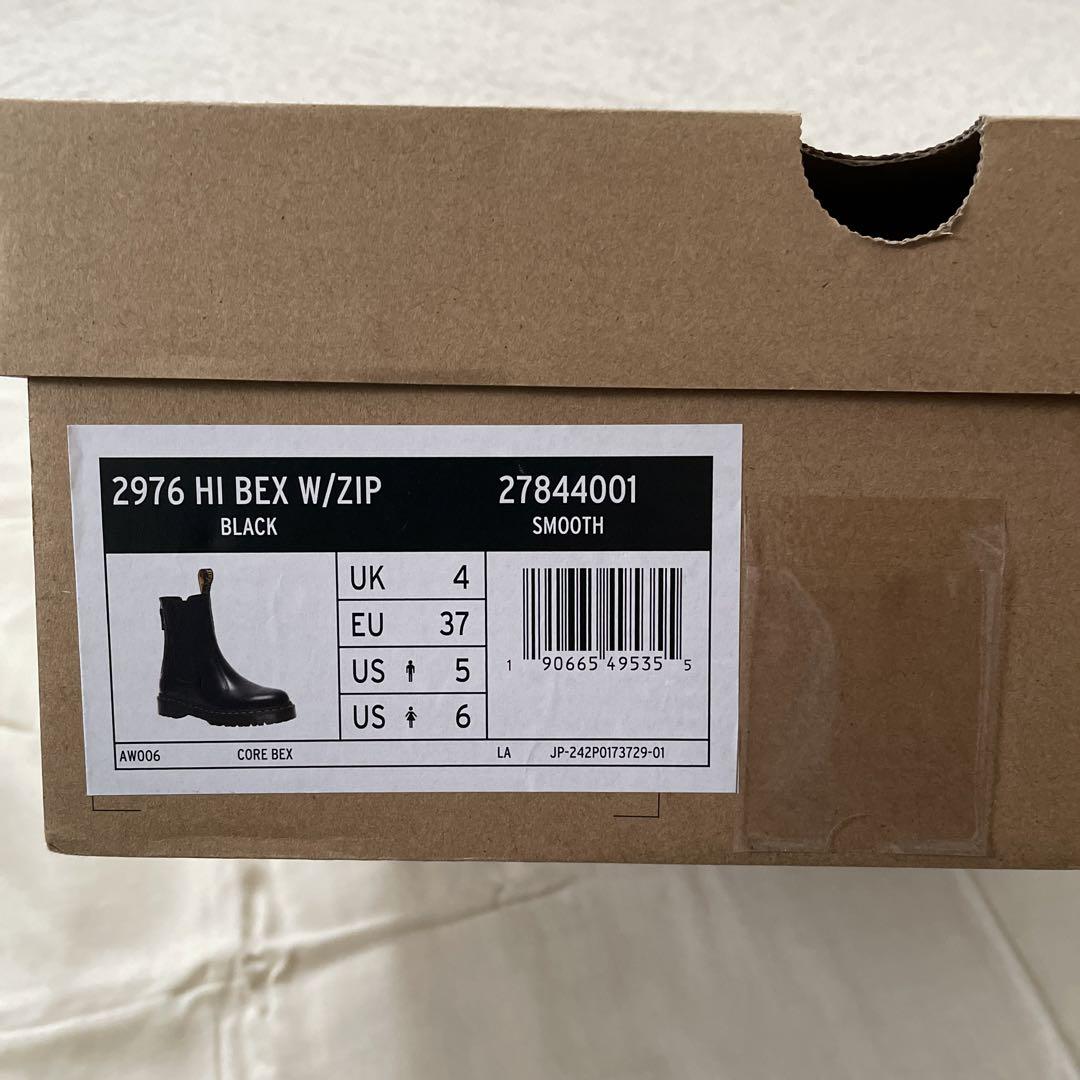 2976 HI BEX W/ZIP 27844001
BLACK SMOOTH
UK 4
EU 37
US 5
US 6
1 90665 49535 5
AW006 CORE BEX LA JP-242P0173729-01